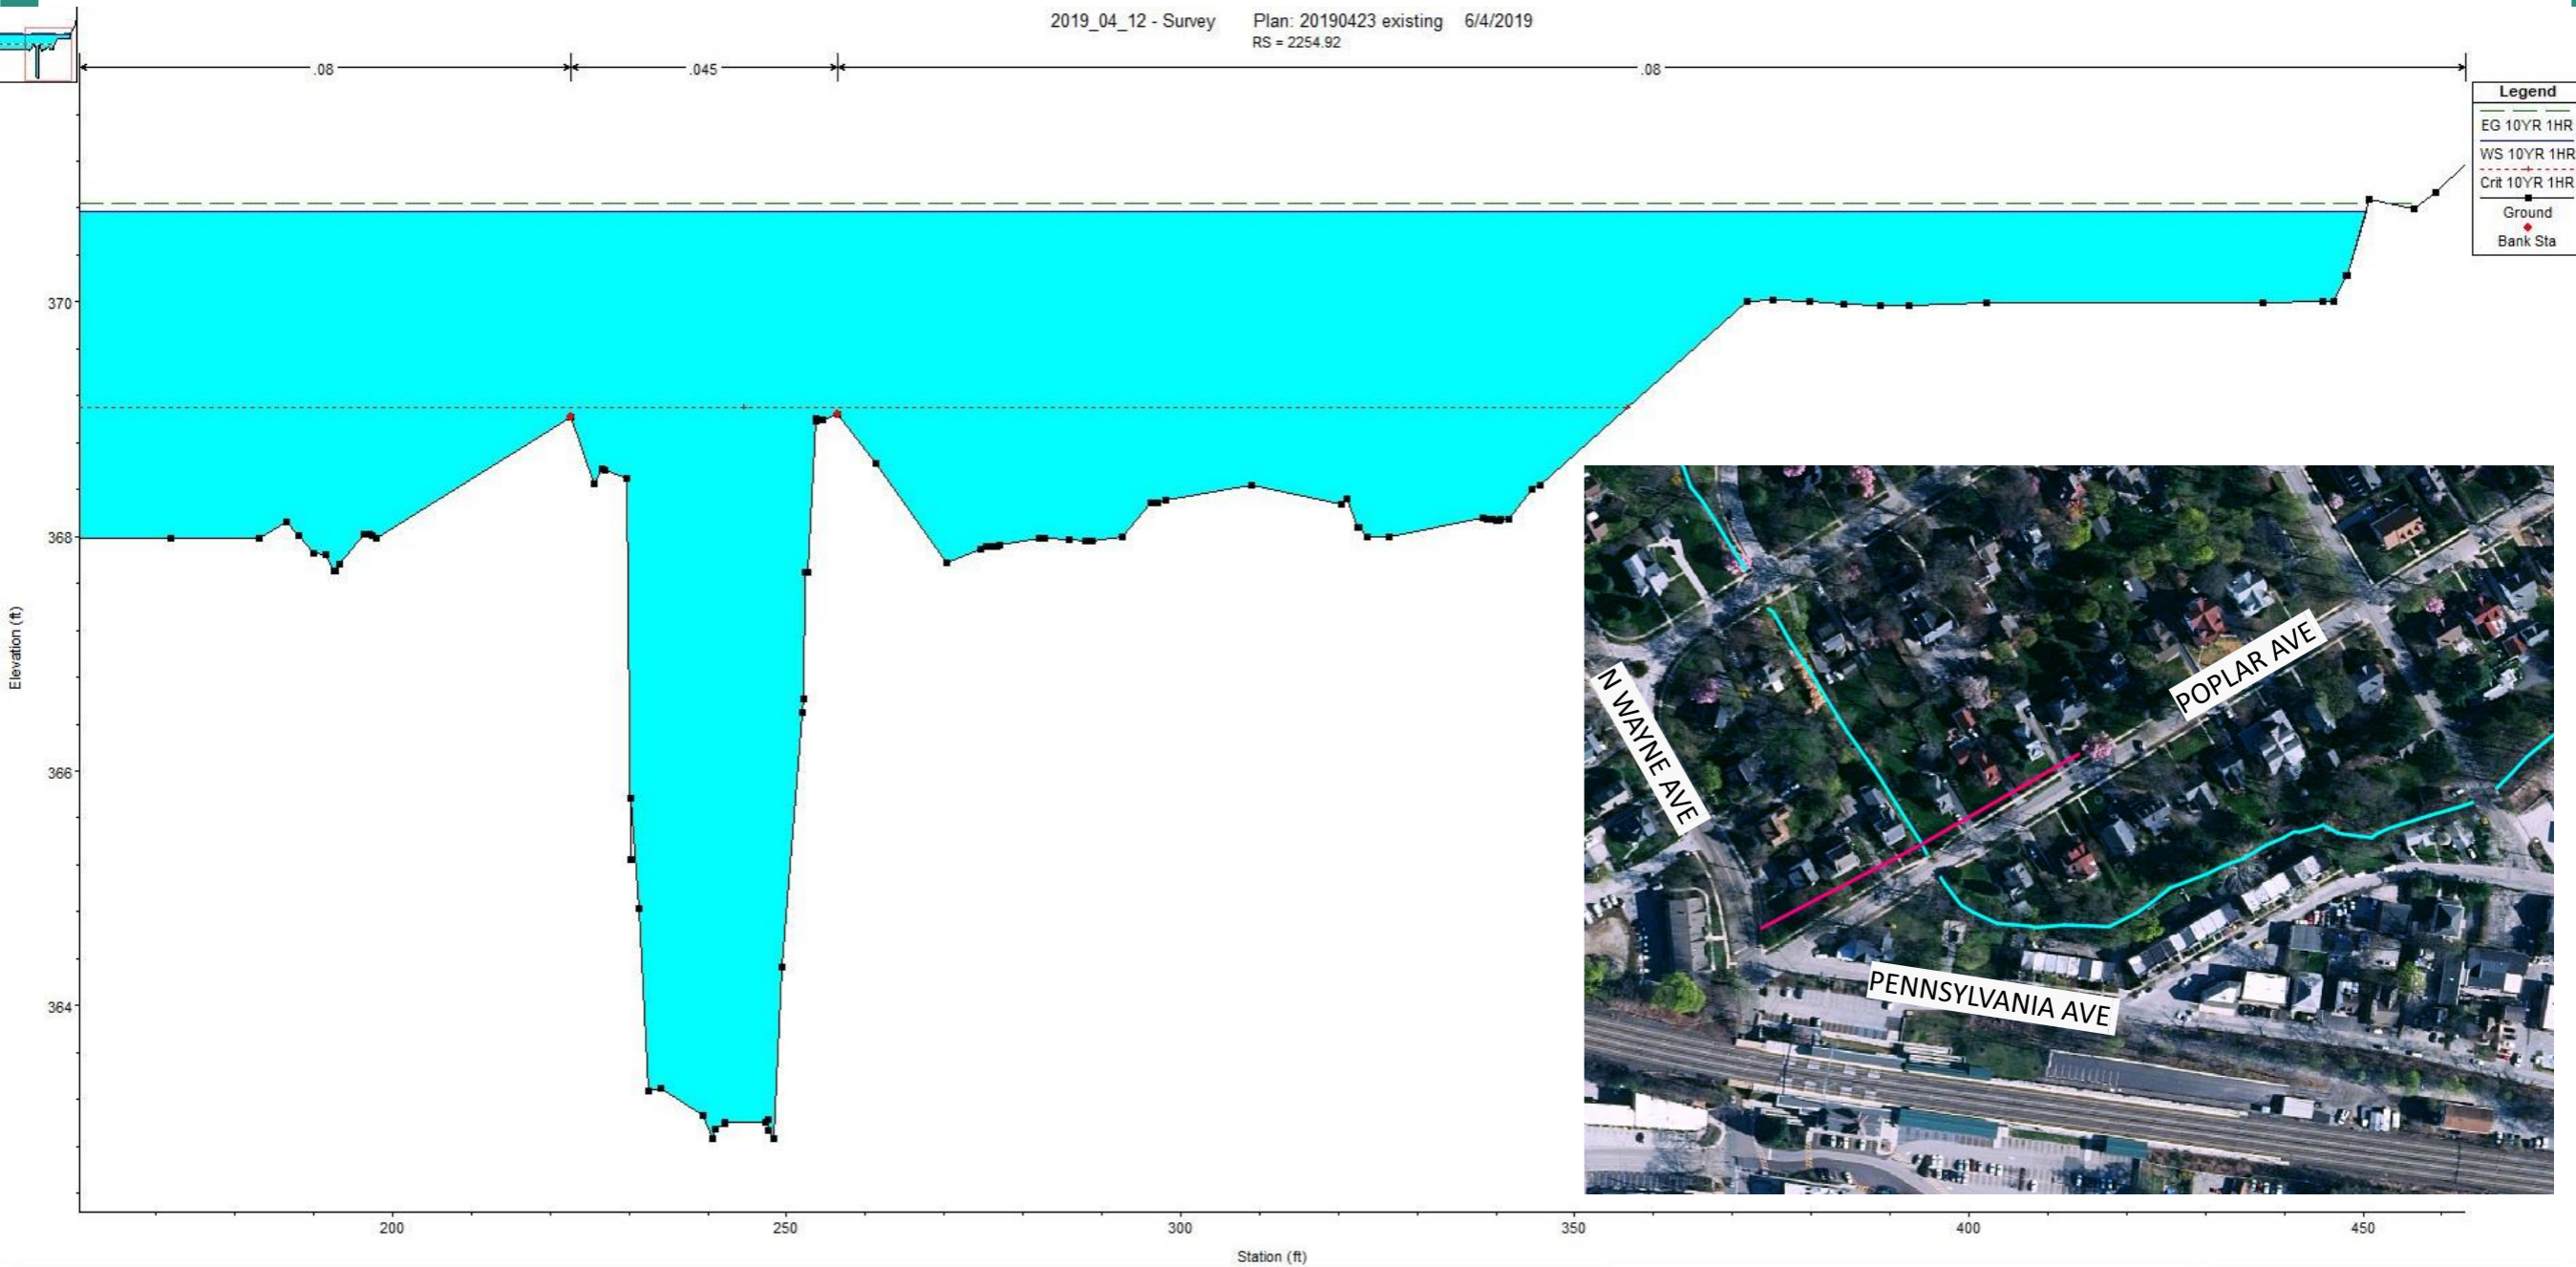 2019_04_12 - Survey Plan: 20190423 existing 6/4/2019
RS = 2254.92
.08
.045
.08
Legend
EG 10YR 1HR
WS 10YR 1HR
Crit 10YR 1HR
Ground
Bank Sta
370
368
366
364
Elevation (ft)
200
250
300
350
400
450
Station (ft)
N WAYNE AVE
POPLAR AVE
PENNSYLVANIA AVE